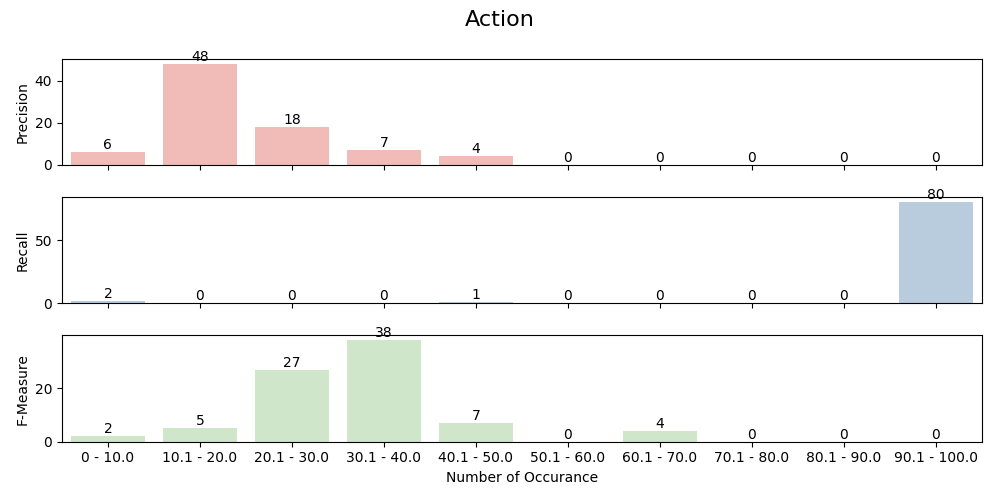 Action
Precision
40
20
0
6 48 18 7 4 0 0 0 0 0
Recall
50
0
2 0 0 0 1 0 0 0 0 80
F-Measure
20
0
2 5 27 38 7 0 4 0 0 0
0 - 10.0 10.1 - 20.0 20.1 - 30.0 30.1 - 40.0 40.1 - 50.0 50.1 - 60.0 60.1 - 70.0 70.1 - 80.0 80.1 - 90.0 90.1 - 100.0
Number of Occurance